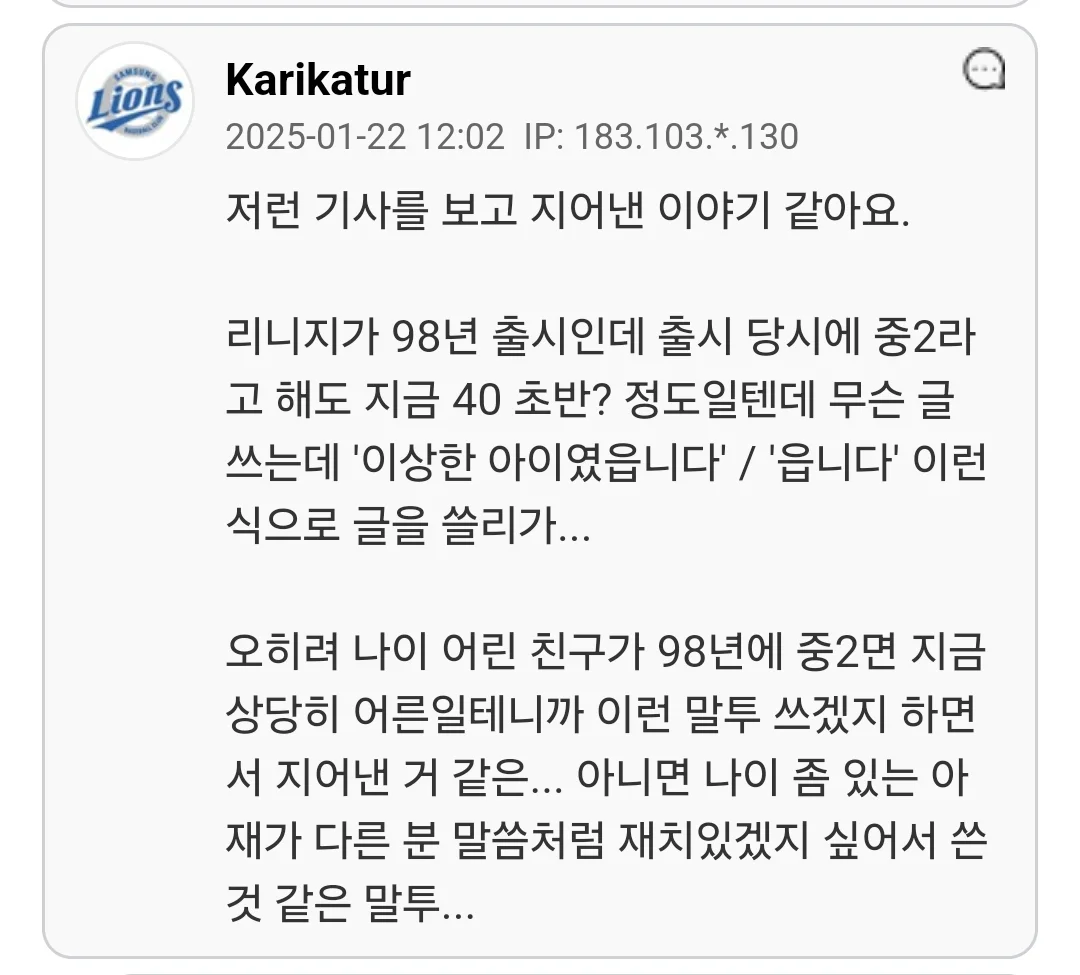 SAMSUNG
Lions
BASEBALL CLUB
Karikatur
2025-01-22 12:02 IP: 183.103.*.130
저런 기사를 보고 지어낸 이야기 같아요.
리니지가 98년 출시인데 출시 당시에 중2라
고 해도 지금 40 초반? 정도일텐데 무슨 글
쓰는데 '이상한 아이였읍니다' / '읍니다' 이런
식으로 글을 쓸리가...
오히려 나이 어린 친구가 98년에 중2면 지금
상당히 어른일테니까 이런 말투 쓰겠지 하면
서 지어낸 거 같은... 아니면 나이 좀 있는 아
재가 다른 분 말씀처럼 재치있겠지 싶어서 쓴
것 같은 말투...